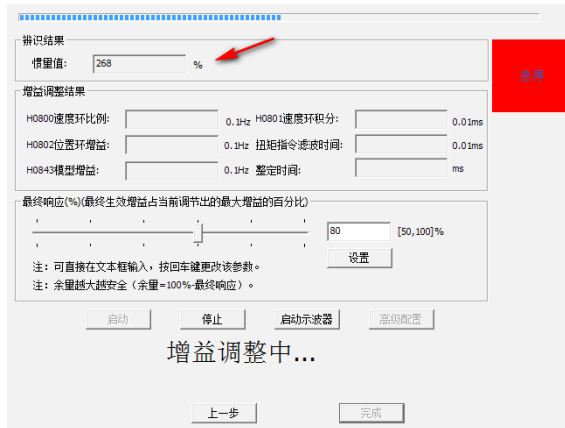 辨识结果
惯量值: 268 %
急停
增益调整结果
H0800速度环比例: 0.1Hz H0801速度环积分: 0.01ms
H0802位置环增益: 0.1Hz 扭矩指令滤波时间: 0.01ms
H0843模型增益: 0.1Hz 整定时间: ms
最终响应(%)(最终生效增益占当前调节出的最大增益的百分比)
80 [50,100]%
设置
注：可直接在文本框输入，按回车键更改该参数。
注：余量越大越安全（余量=100%-最终响应）。
启动 停止 启动示波器 高级配置
增益调整中...
上一步 完成